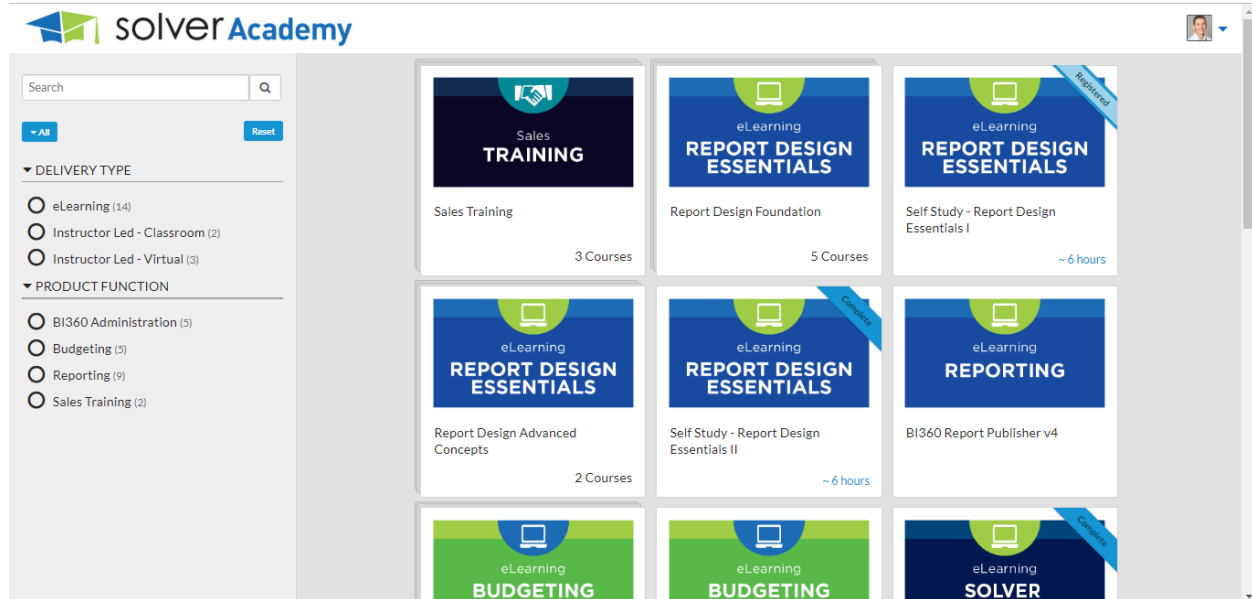 solver Academy
Search
All
Reset
DELIVERY TYPE
eLearning (14)
Instructor Led - Classroom (2)
Instructor Led - Virtual (3)
PRODUCT FUNCTION
BI360 Administration (5)
Budgeting (5)
Reporting (9)
Sales Training (2)
Sales
TRAINING
Sales Training
3 Courses
eLearning
REPORT DESIGN
ESSENTIALS
Report Design Foundation
5 Courses
Registered
eLearning
REPORT DESIGN
ESSENTIALS
Self Study - Report Design
Essentials I
~ 6 hours
eLearning
REPORT DESIGN
ESSENTIALS
Report Design Advanced
Concepts
2 Courses
Complete
eLearning
REPORT DESIGN
ESSENTIALS
Self Study - Report Design
Essentials II
~ 6 hours
eLearning
REPORTING
BI360 Report Publisher v4
eLearning
BUDGETING
eLearning
BUDGETING
Complete
eLearning
SOLVER